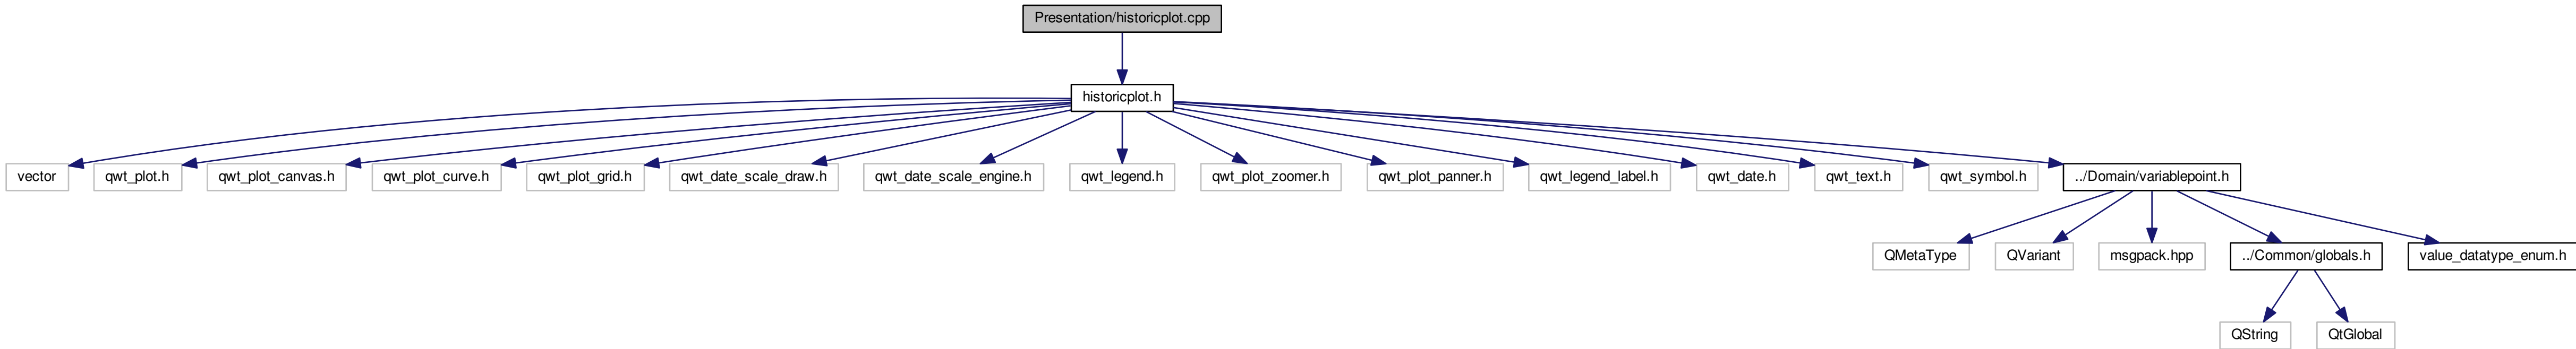 Presentation/historicplot.cpp
historicplot.h
vector
qwt_plot.h
qwt_plot_canvas.h
qwt_plot_curve.h
qwt_plot_grid.h
qwt_date_scale_draw.h
qwt_date_scale_engine.h
qwt_legend.h
qwt_plot_zoomer.h
qwt_plot_panner.h
qwt_legend_label.h
qwt_date.h
qwt_text.h
qwt_symbol.h
../Domain/variablepoint.h
QMetaType
QVariant
msgpack.hpp
../Common/globals.h
value_datatype_enum.h
QString
QtGlobal